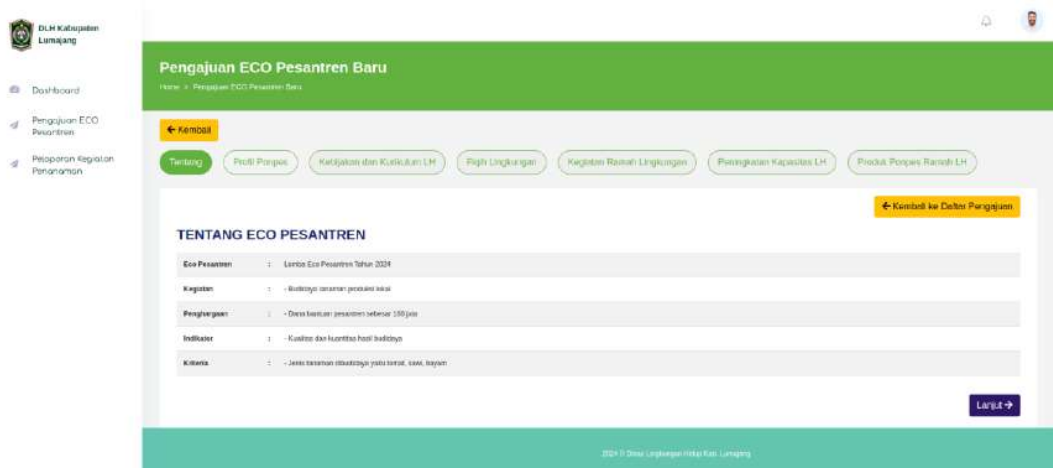 DLH Kabupaten
Lumajang
Dashboard
Pengajuan ECO
Pesantren
Pelaporan Kegiatan
Penanaman
Pengajuan ECO Pesantren Baru
Home > Pengajuan ECO Pesantren Baru
← Kembali
Tentang
Profil Ponpes
Kebijakan dan Kurikulum LH
Fiqih Lingkungan
Kegiatan Ramah Lingkungan
Peningkatan Kapasitas LH
Produk Ponpes Ramah LH
← Kembali ke Daftar Pengajuan
TENTANG ECO PESANTREN
Eco Pesantren : Lomba Eco Pesantren Tahun 2024
Kegiatan : - Budidaya tanaman produksi lokal
Penghargaan : - Dana bantuan pesantren sebesar 100 juta
Indikator : - Kualitas dan kuantitas hasil budidaya
Kriteria : - Jenis tanaman dibudidaya yaitu tomat, sawi, bayam
Lanjut →
2024 © Dinas Lingkungan Hidup Kab. Lumajang